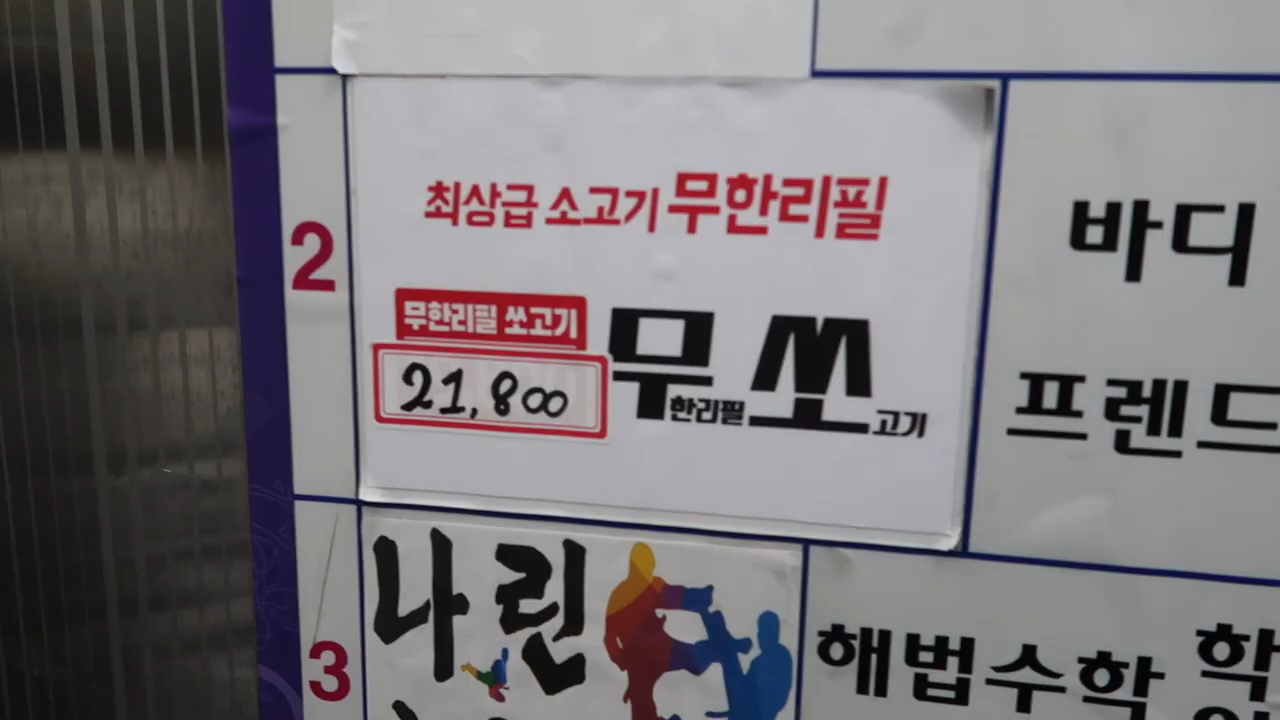 2
최상급 소고기 무한리필
무한리필 쏘고기
21,800
무한리필 쏘고기
바디
프렌드
3
나린
해법수학 학